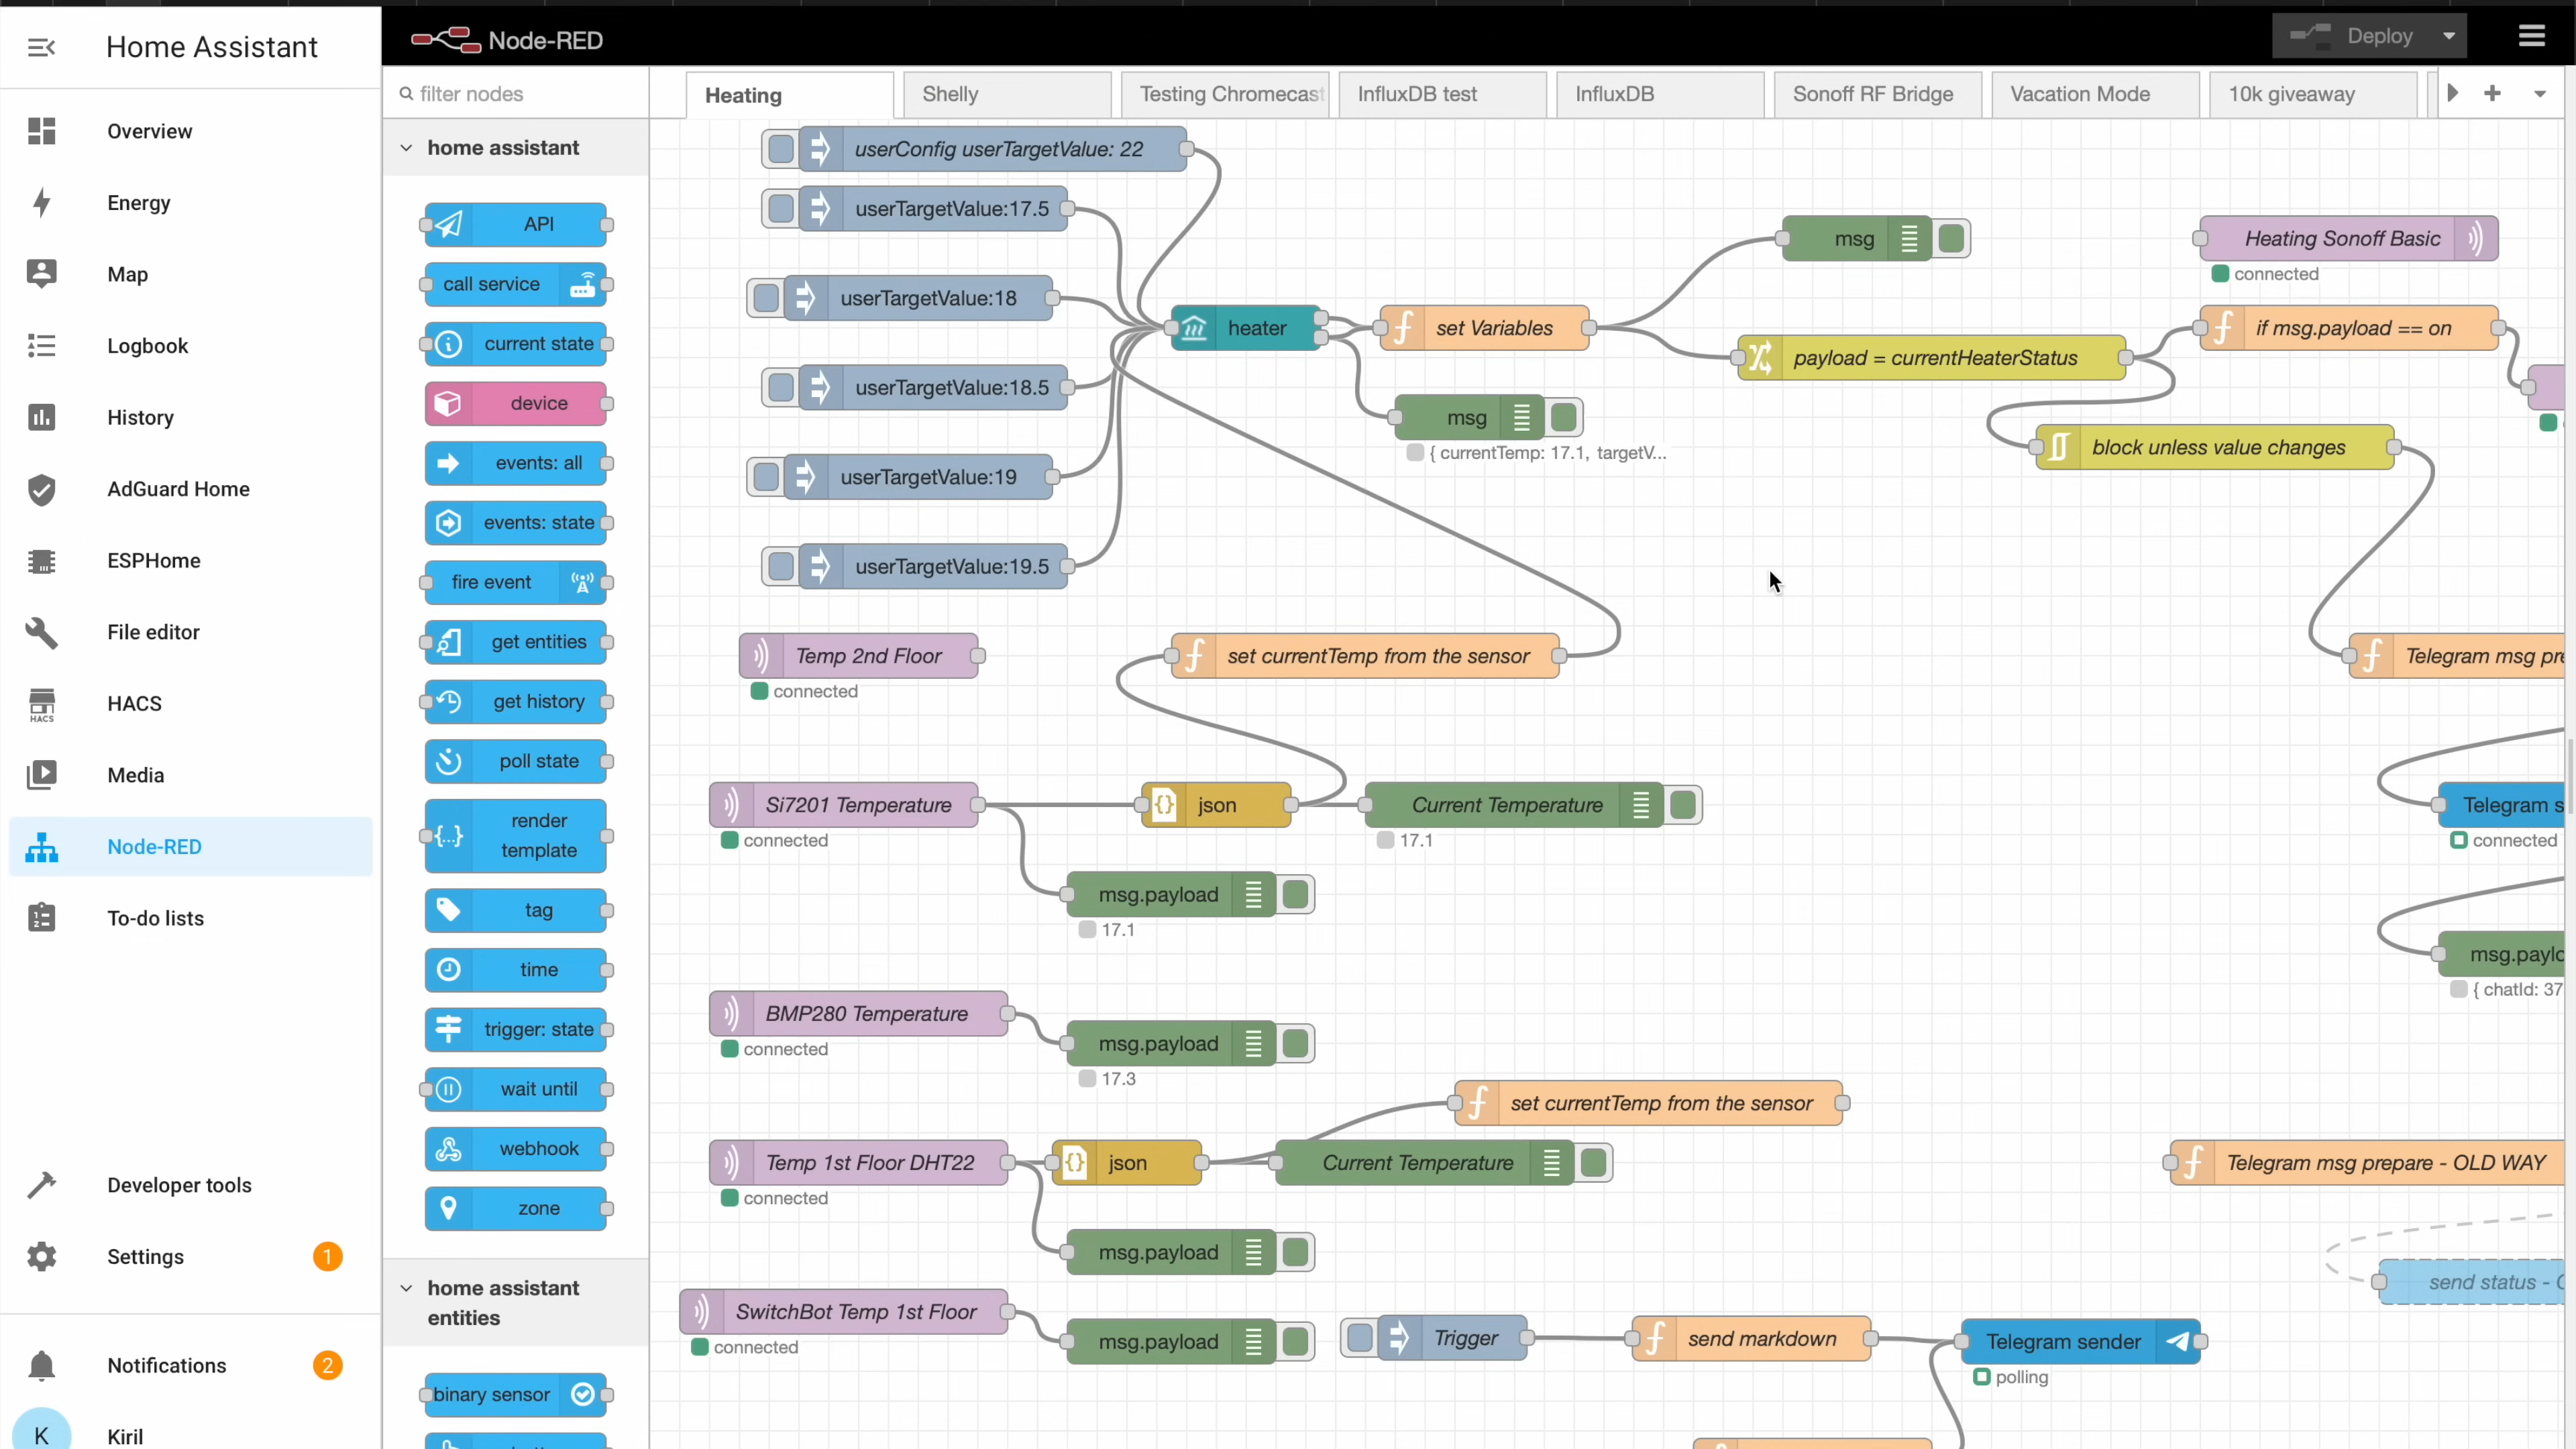 Home Assistant
Overview
Energy
Map
Logbook
History
AdGuard Home
ESPHome
File editor
HACS
HACS
Media
Node-RED
To-do lists
Developer tools
Settings
1
Notifications
2
K
Kiril
Node-RED
Deploy
filter nodes
home assistant
API
call service
current state
device
events: all
events: state
fire event
get entities
get history
poll state
render
template
tag
time
trigger: state
wait until
webhook
zone
home assistant
entities
binary sensor
Heating
Shelly
Testing Chromecast
InfluxDB test
InfluxDB
Sonoff RF Bridge
Vacation Mode
10k giveaway
userConfig userTargetValue: 22
userTargetValue:17.5
userTargetValue:18
userTargetValue:18.5
userTargetValue:19
userTargetValue:19.5
heater
set Variables
msg
msg
{ currentTemp: 17.1, targetV...
payload = currentHeaterStatus
Heating Sonoff Basic
connected
if msg.payload == on
block unless value changes
Temp 2nd Floor
connected
set currentTemp from the sensor
Telegram msg pre
Si7201 Temperature
connected
json
Current Temperature
17.1
Telegram s
connected
msg.payload
17.1
msg.paylo
{ chatId: 37
BMP280 Temperature
connected
msg.payload
17.3
set currentTemp from the sensor
Temp 1st Floor DHT22
connected
json
Current Temperature
Telegram msg prepare - OLD WAY
msg.payload
send status -
SwitchBot Temp 1st Floor
connected
msg.payload
Trigger
send markdown
Telegram sender
polling